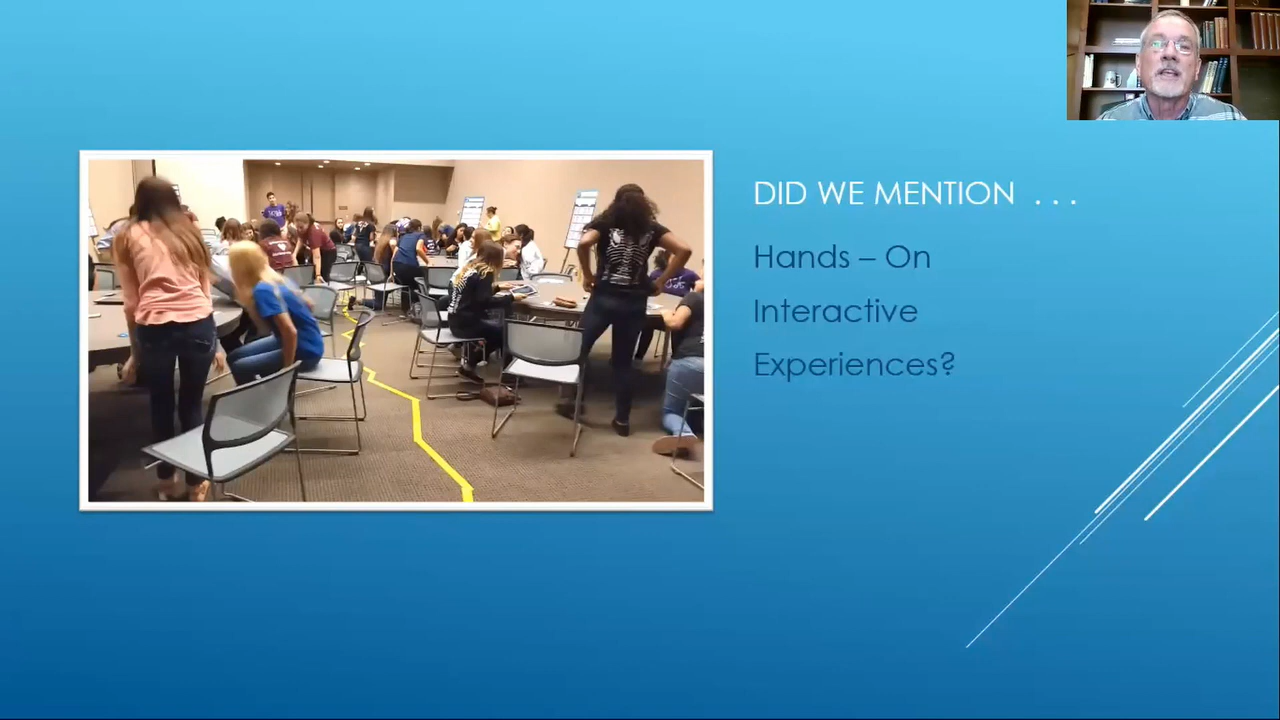 DID WE MENTION . . .
Hands – On
Interactive
Experiences?